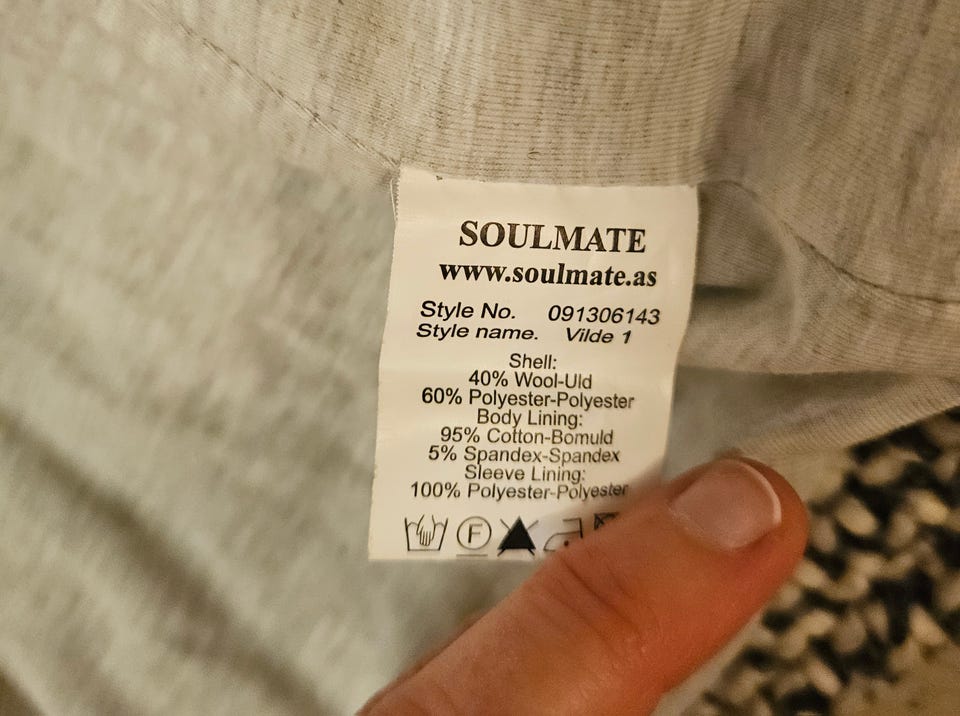 SOULMATE
www.soulmate.as
Style No. 091306143
Style name. Vilde 1
Shell:
40% Wool-Uld
60% Polyester-Polyester
Body Lining:
95% Cotton-Bomuld
5% Spandex-Spandex
Sleeve Lining:
100% Polyester-Polyester
F